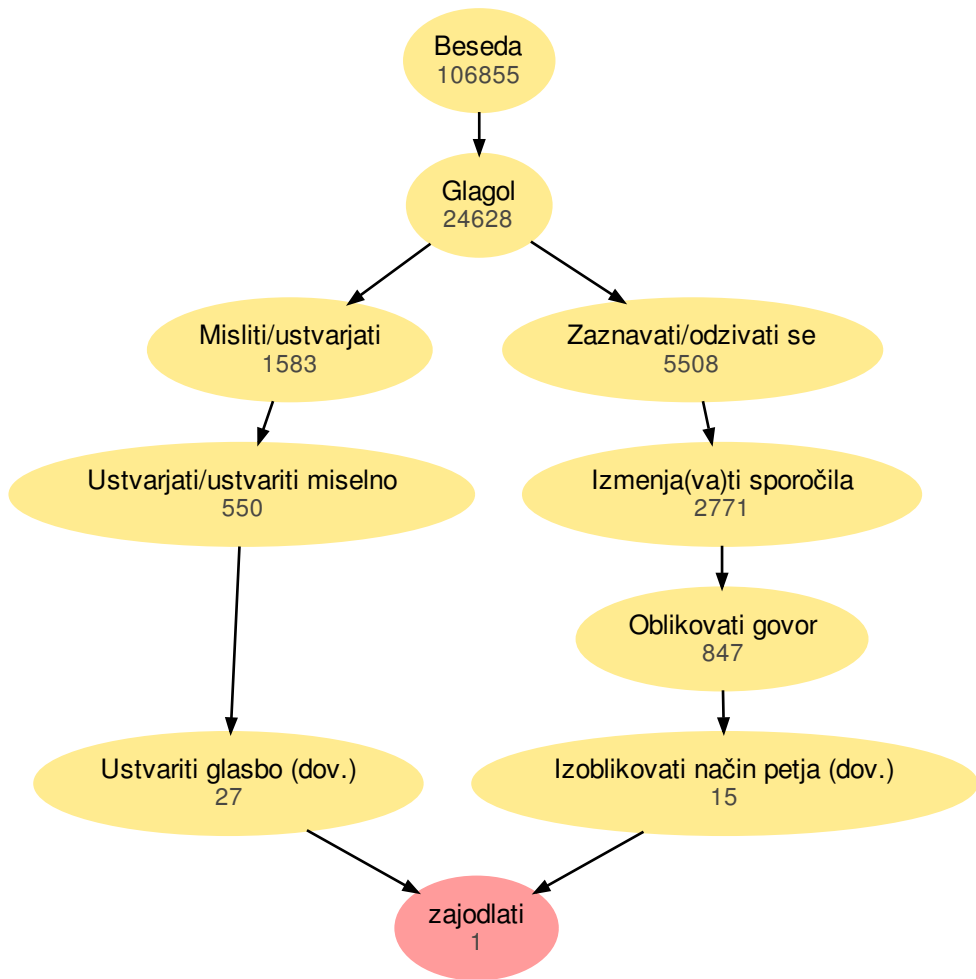 Beseda
106855
Glagol
24628
Misliti/ustvarjati
1583
Zaznavati/odzivati se
5508
Ustvarjati/ustvariti miselno
550
Izmenja(va)ti sporočila
2771
Oblikovati govor
847
Ustvariti glasbo (dov.)
27
Izoblikovati način petja (dov.)
15
zajodlati
1